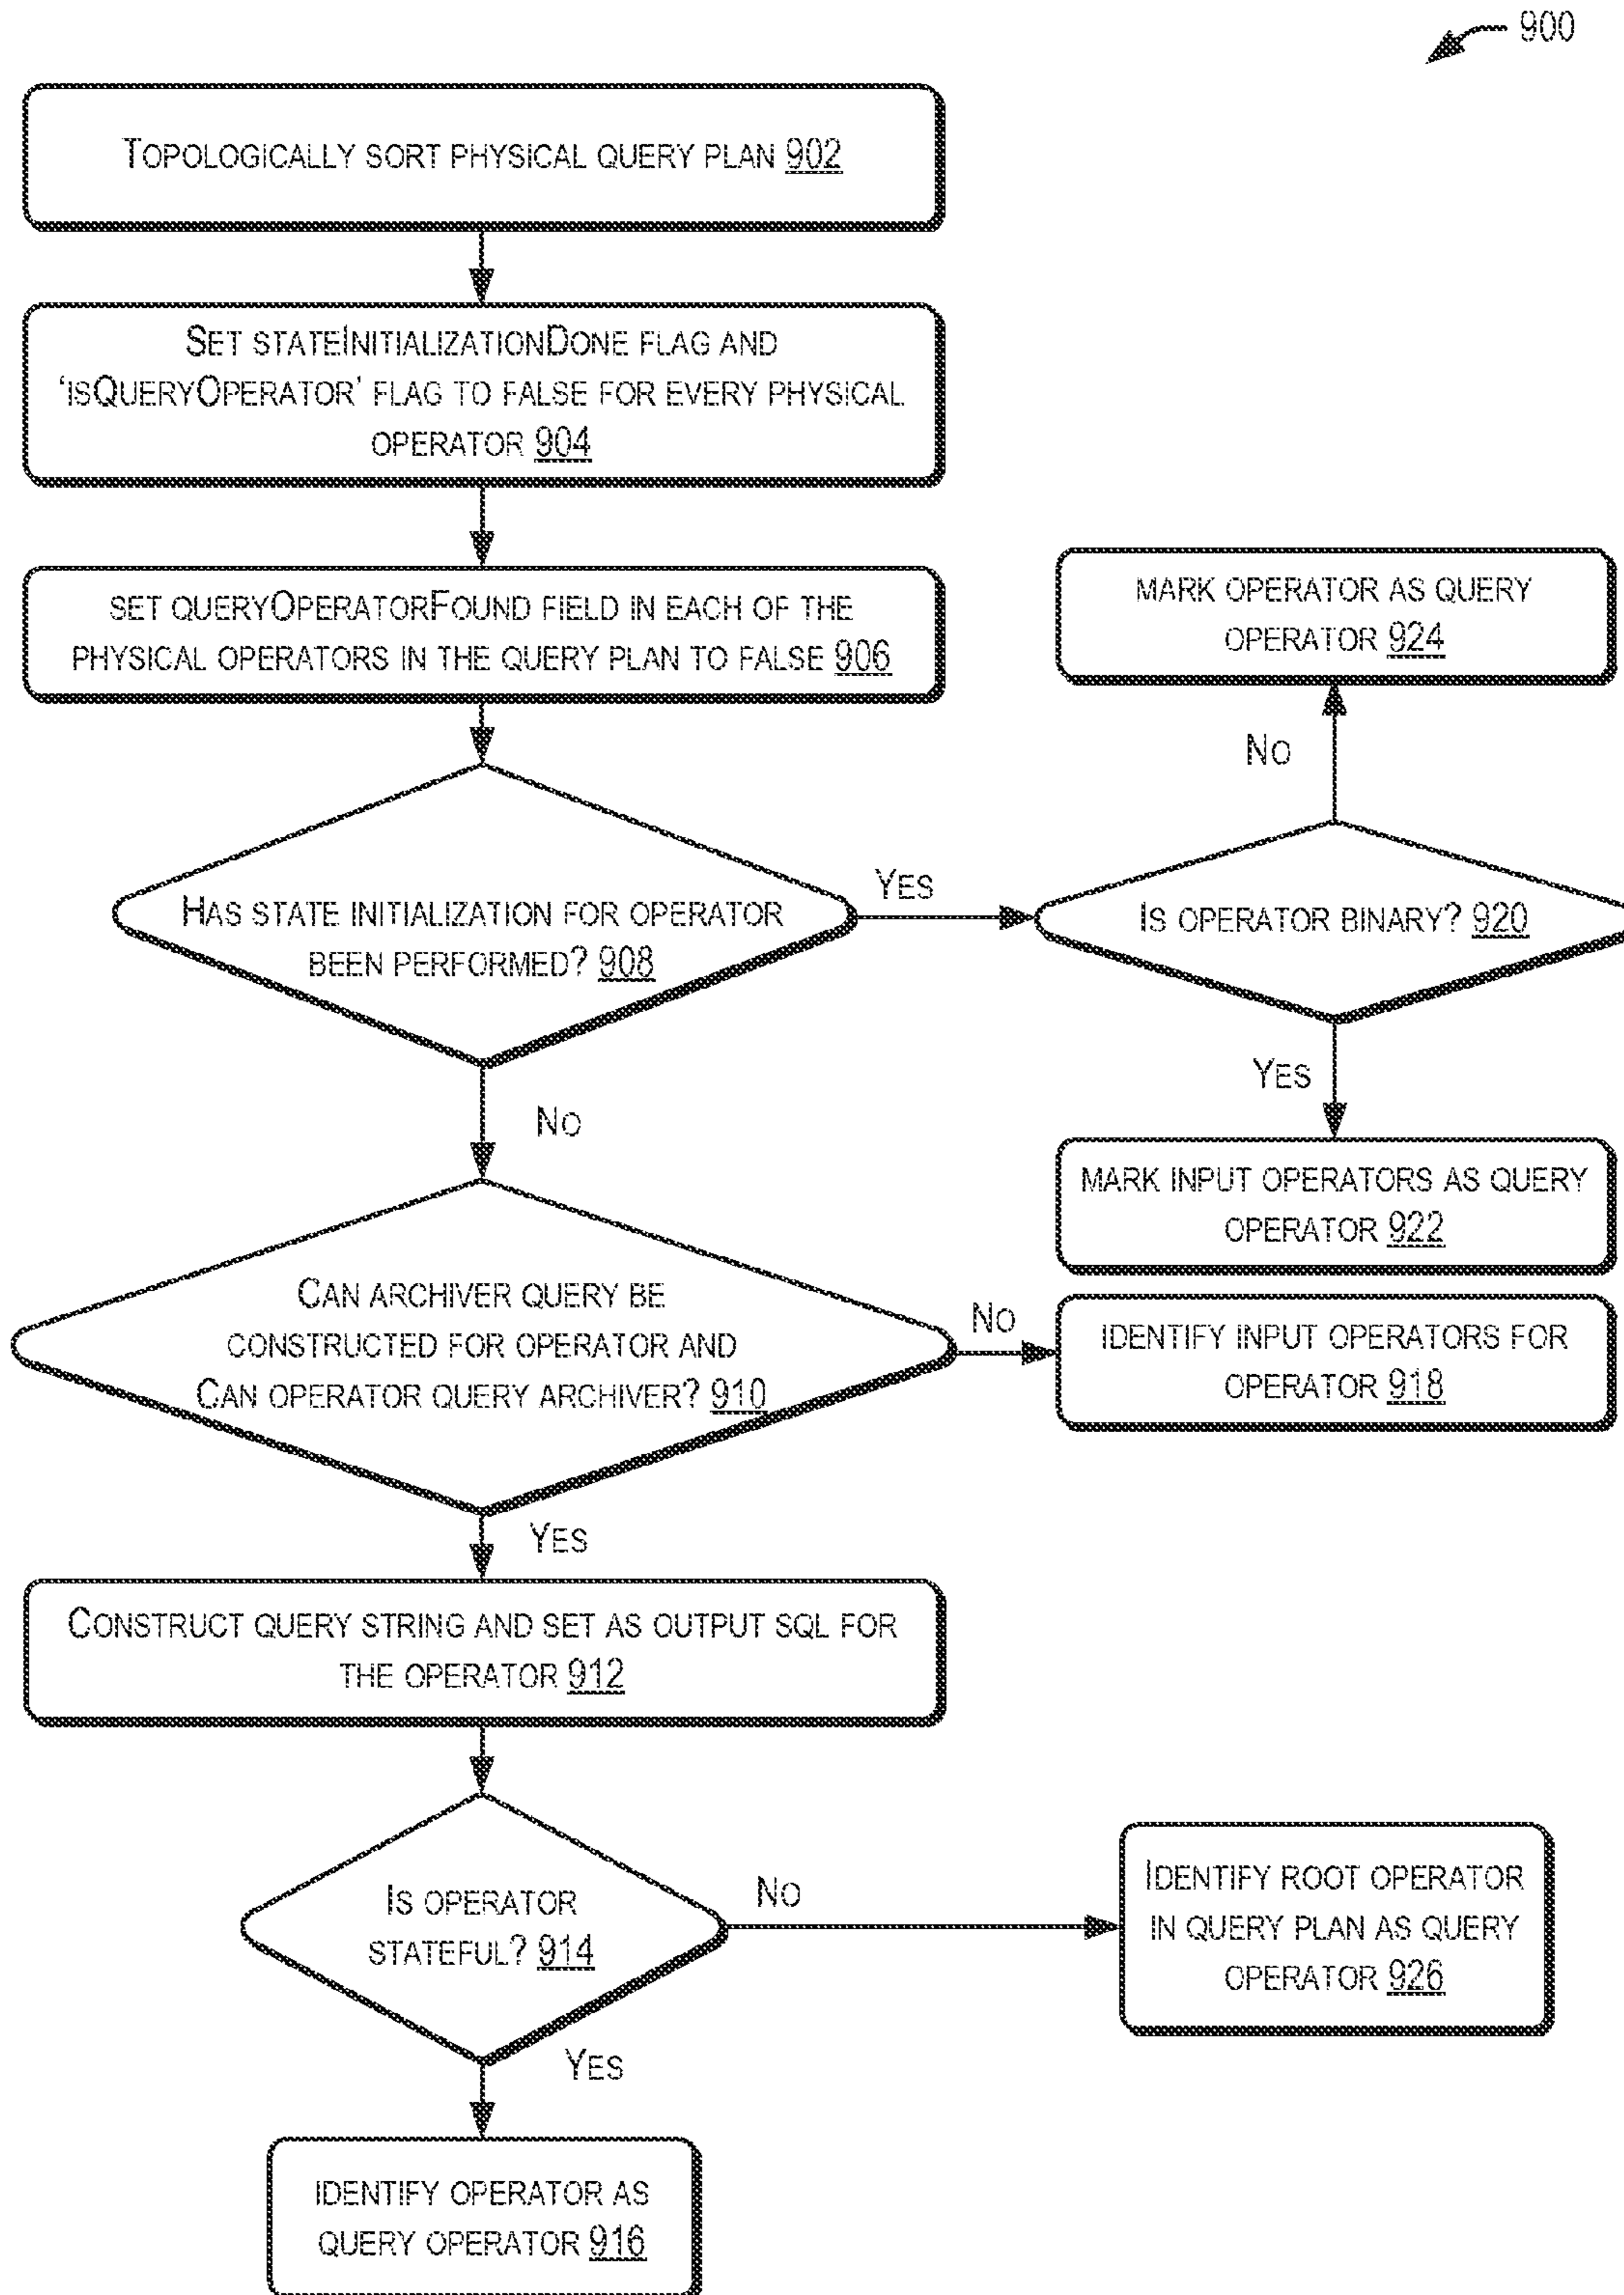 900
TOPOLOGICALLY SORT PHYSICAL QUERY PLAN 902
SET STATEINITIALIZATIONDONE FLAG AND
'ISQUERYOPERATOR' FLAG TO FALSE FOR EVERY PHYSICAL
OPERATOR 904
SET QUERYOPERATORFOUND FIELD IN EACH OF THE
PHYSICAL OPERATORS IN THE QUERY PLAN TO FALSE 906
MARK OPERATOR AS QUERY
OPERATOR 924
NO
HAS STATE INITIALIZATION FOR OPERATOR
BEEN PERFORMED? 908
YES
IS OPERATOR BINARY? 920
YES
NO
MARK INPUT OPERATORS AS QUERY
OPERATOR 922
CAN ARCHIVER QUERY BE
CONSTRUCTED FOR OPERATOR AND
CAN OPERATOR QUERY ARCHIVER? 910
NO
IDENTIFY INPUT OPERATORS FOR
OPERATOR 918
YES
CONSTRUCT QUERY STRING AND SET AS OUTPUT SQL FOR
THE OPERATOR 912
IS OPERATOR
STATEFUL? 914
NO
IDENTIFY ROOT OPERATOR
IN QUERY PLAN AS QUERY
OPERATOR 926
YES
IDENTIFY OPERATOR AS
QUERY OPERATOR 916